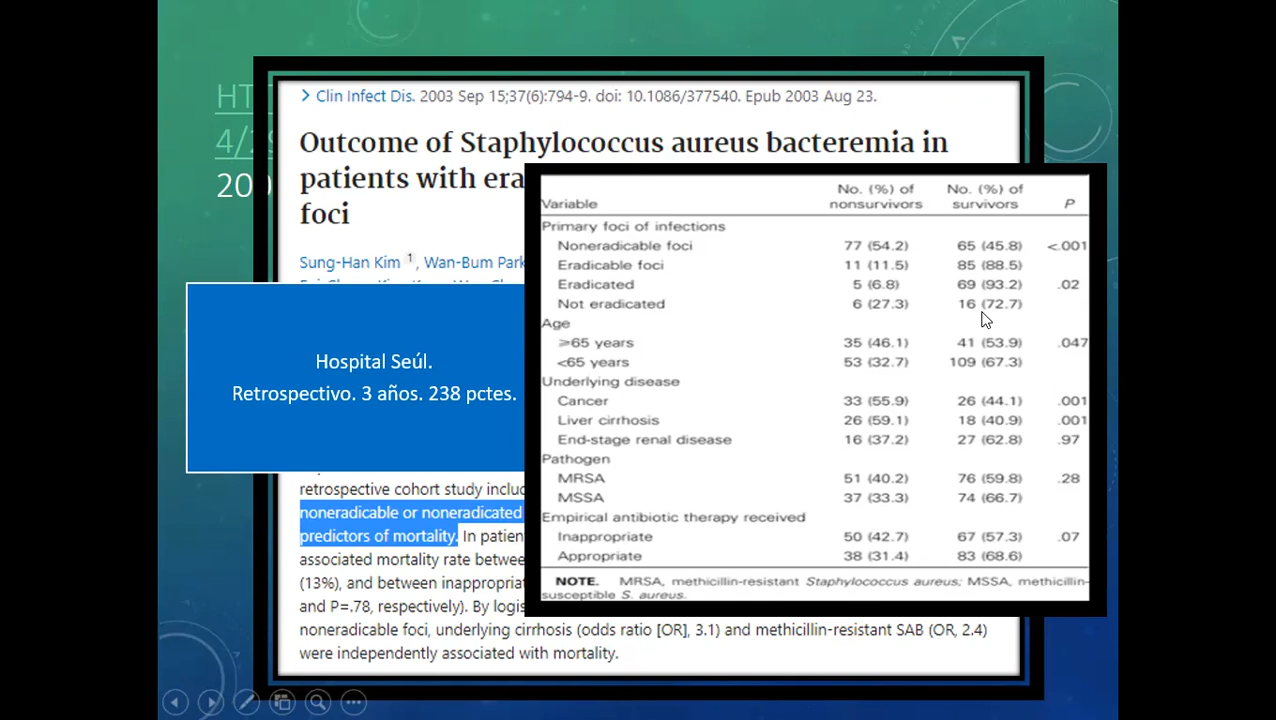 HT
4/2
20
> Clin Infect Dis. 2003 Sep 15;37(6):794-9. doi: 10.1086/377540. Epub 2003 Aug 23.
Outcome of Staphylococcus aureus bacteremia in
patients with
foci
Sung-Han Kim 1, Wan-Bum Park
Hospital Seúl.
Retrospectivo. 3 años. 238 pctes.
retrospective cohort study
noneradicable or noneradicated
predictors of mortality. In
associated mortality rate
(13%), and between
and P=.78, respectively). By
noneradicable foci, underlying cirrhosis (odds ratio [OR], 3.1) and methicillin-resistant SAB (OR, 2.4)
were independently associated with mortality.
No. (%) of No. (%) of
Variable nonsurvivors survivors P
Primary foci of infections
Noneradicable foci 77 (54.2) 65 (45.8) <.001
Eradicable foci 11 (11.5) 85 (88.5)
Eradicated 5 (6.8) 69 (93.2) .02
Not eradicated 6 (27.3) 16 (72.7)
Age
≥65 years 35 (46.1) 41 (53.9) .047
<65 years 53 (32.7) 109 (67.3)
Underlying disease
Cancer 33 (55.9) 26 (44.1) .001
Liver cirrhosis 26 (59.1) 18 (40.9) .001
End-stage renal disease 16 (37.2) 27 (62.8) .97
Pathogen
MRSA 51 (40.2) 76 (59.8) .28
MSSA 37 (33.3) 74 (66.7)
Empirical antibiotic therapy received
Inappropriate 50 (42.7) 67 (57.3) .07
Appropriate 38 (31.4) 83 (68.6)
NOTE. MRSA, methicillin-resistant Staphylococcus aureus; MSSA, methicillin-
susceptible S. aureus.